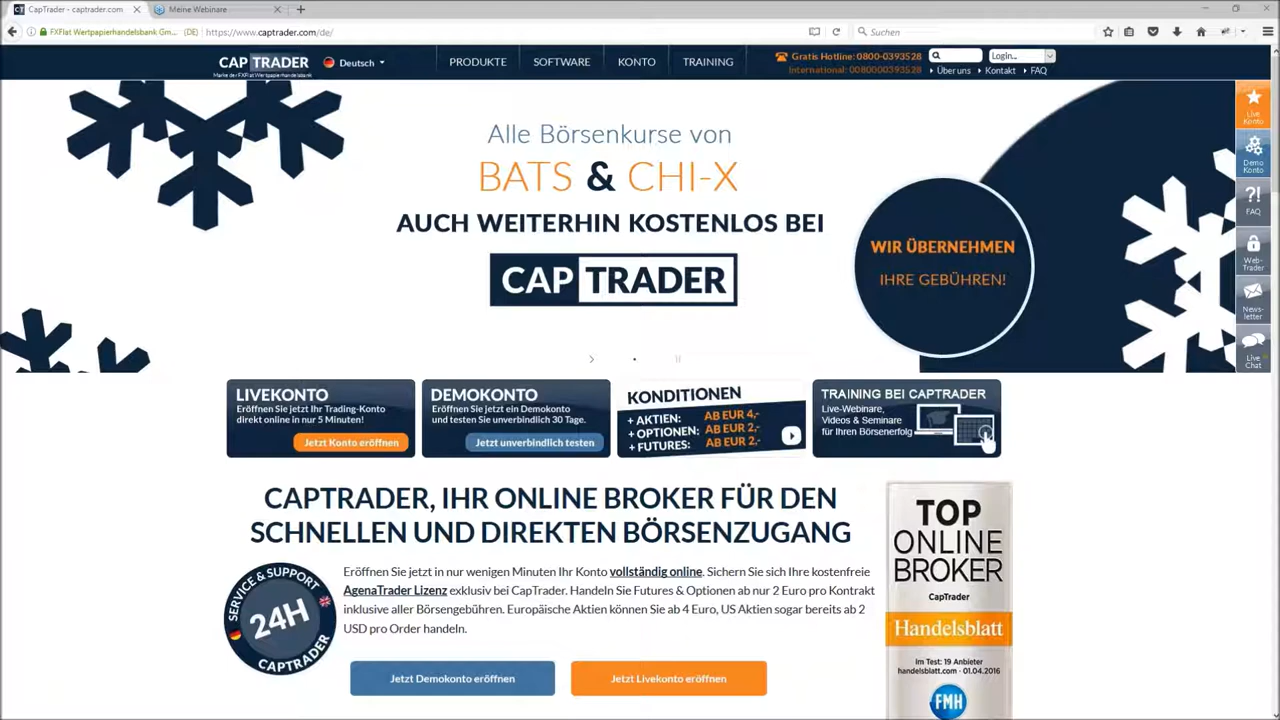 CapTrader - captrader.com
Meine Webinare
FXFlat Wertpapierhandelsbank Gm... (DE)
https://www.captrader.com/de/
Suchen
CAP TRADER
Marke der FXFlat Wertpapierhandelsbank
Deutsch
PRODUKTE
SOFTWARE
KONTO
TRAINING
Gratis Hotline: 0800-0393528
International: 0080000393528
Login...
Über uns
Kontakt
FAQ
Alle Börsenkurse von
BATS & CHI-X
AUCH WEITERHIN KOSTENLOS BEI
CAP TRADER
WIR ÜBERNEHMEN
IHRE GEBÜHREN!
Live
Konto
Demo
Konto
?!
FAQ
Web-
Trader
News-
letter
Live
Chat
LIVEKONTO
Eröffnen Sie jetzt Ihr Trading-Konto
direkt online in nur 5 Minuten!
Jetzt Konto eröffnen
DEMOKONTO
Eröffnen Sie jetzt ein Demokonto
und testen Sie unverbindlich 30 Tage.
Jetzt unverbindlich testen
KONDITIONEN
+ AKTIEN: AB EUR 4,-
+ OPTIONEN: AB EUR 2,-
+ FUTURES: AB EUR 2,-
TRAINING BEI CAPTRADER
Live-Webinare,
Videos & Seminare
für Ihren Börsenerfolg
CAPTRADER, IHR ONLINE BROKER FÜR DEN
SCHNELLEN UND DIREKTEN BÖRSENZUGANG
SERVICE & SUPPORT
24H
CAPTRADER
Eröffnen Sie jetzt in nur wenigen Minuten Ihr Konto vollständig online. Sichern Sie sich Ihre kostenfreie
AgenaTrader Lizenz exklusiv bei CapTrader. Handeln Sie Futures & Optionen ab nur 2 Euro pro Kontrakt
inklusive aller Börsengebühren. Europäische Aktien können Sie ab 4 Euro, US Aktien sogar bereits ab 2
USD pro Order handeln.
Jetzt Demokonto eröffnen
Jetzt Livekonto eröffnen
TOP
ONLINE
BROKER
CapTrader
Handelsblatt
Im Test: 19 Anbieter
handelsblatt.com - 01.04.2016
FMH